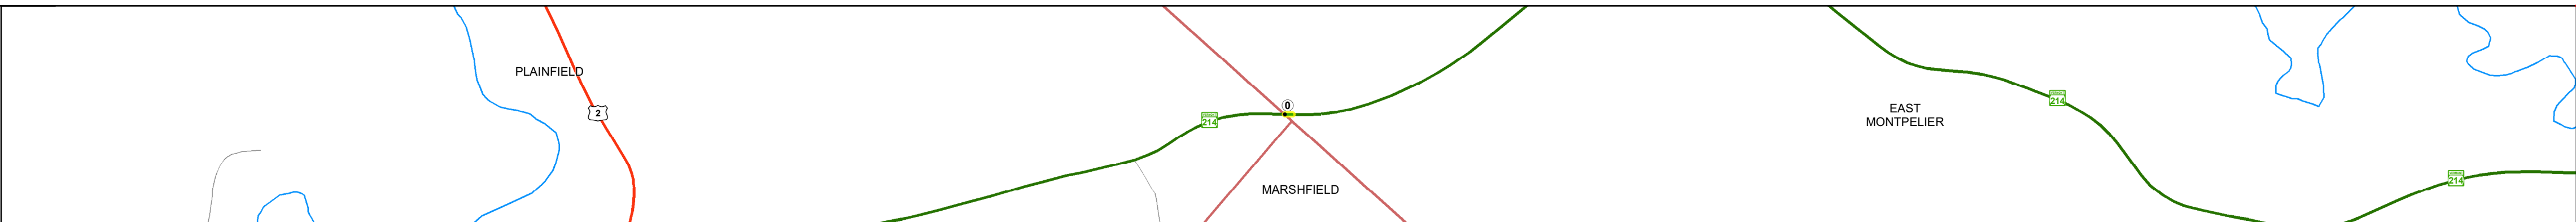 PLAINFIELD
2
0
214
214
EAST
MONTPELIER
MARSHFIELD
214